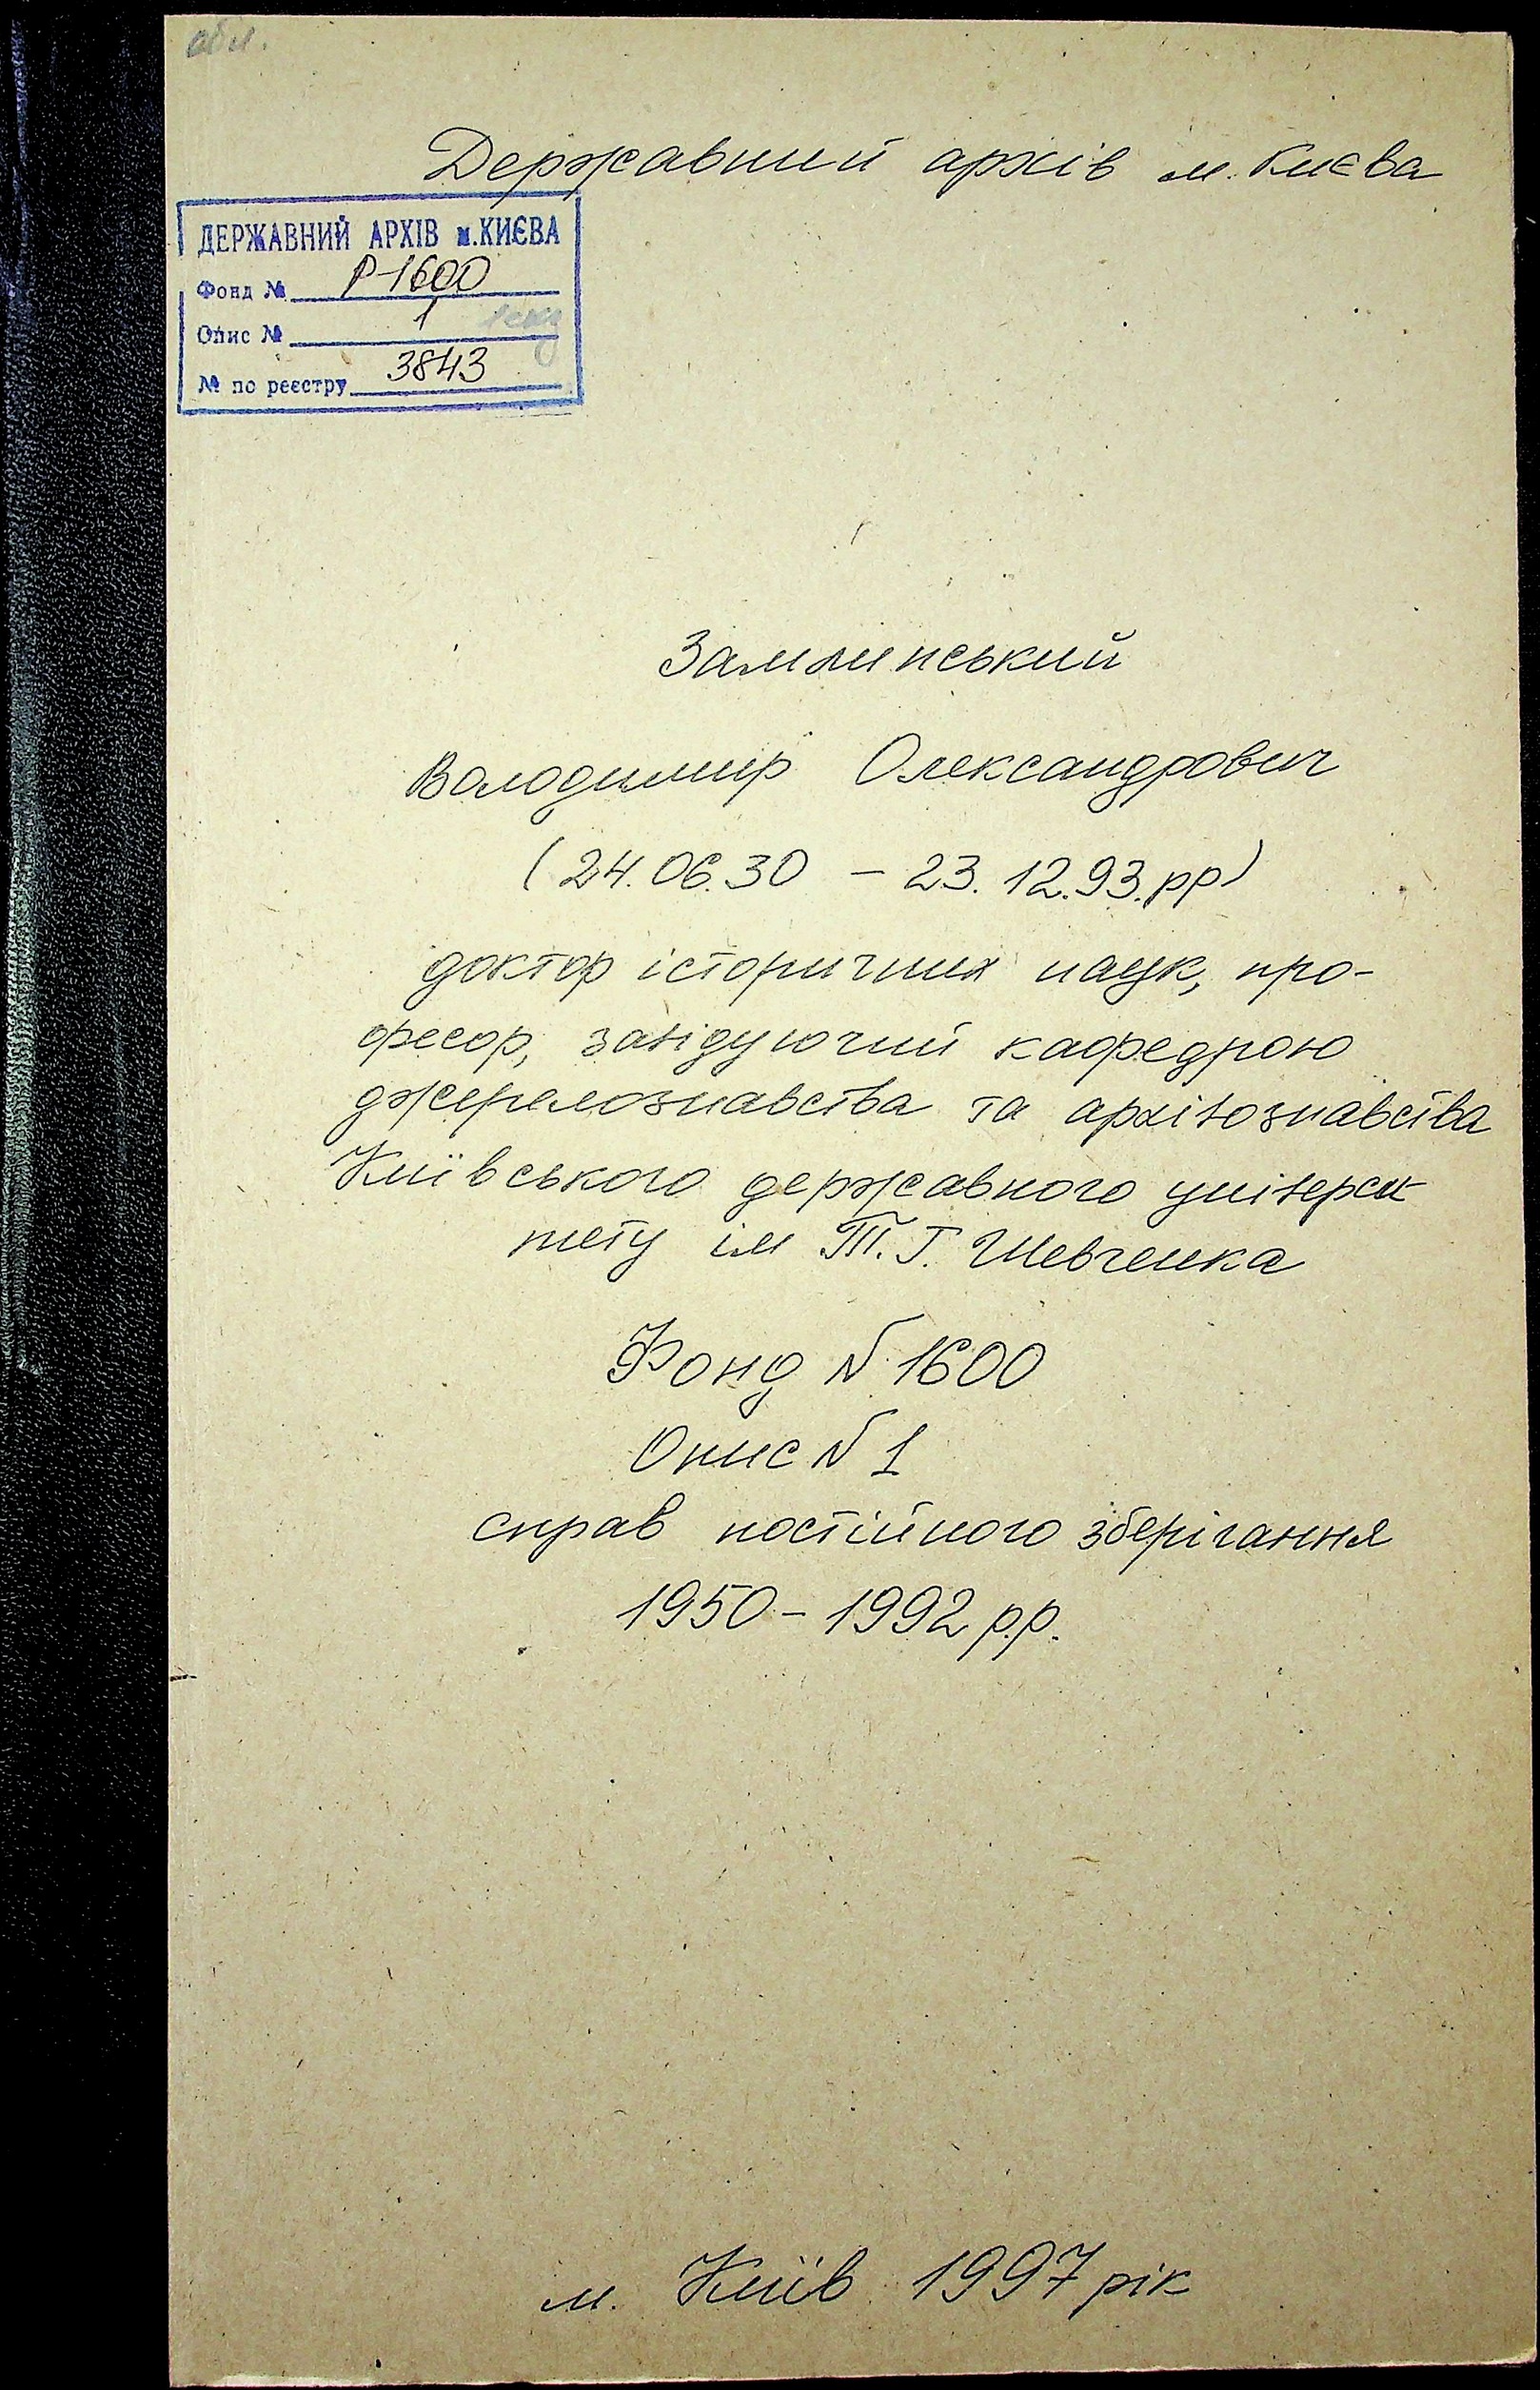 Державний архів м. Києва
ДЕРЖАВНИЙ АРХІВ м.КИЄВА
Фонд № Р-1600
Опис № 1
№ по реєстру 3843
Замлинський
Володимир Олександрович
(24.06.30 – 23.12.93.рр)
доктор історичних наук, про-
фесор, завідуючий кафедрою
джерелознавства та архівознавства
Київського державного універси
тету ім Т.Г. Шевченка
Фонд № 1600
Опис № 1
справ постійного зберігання
1950 – 1992 р.р.
м. Київ 1997 рік